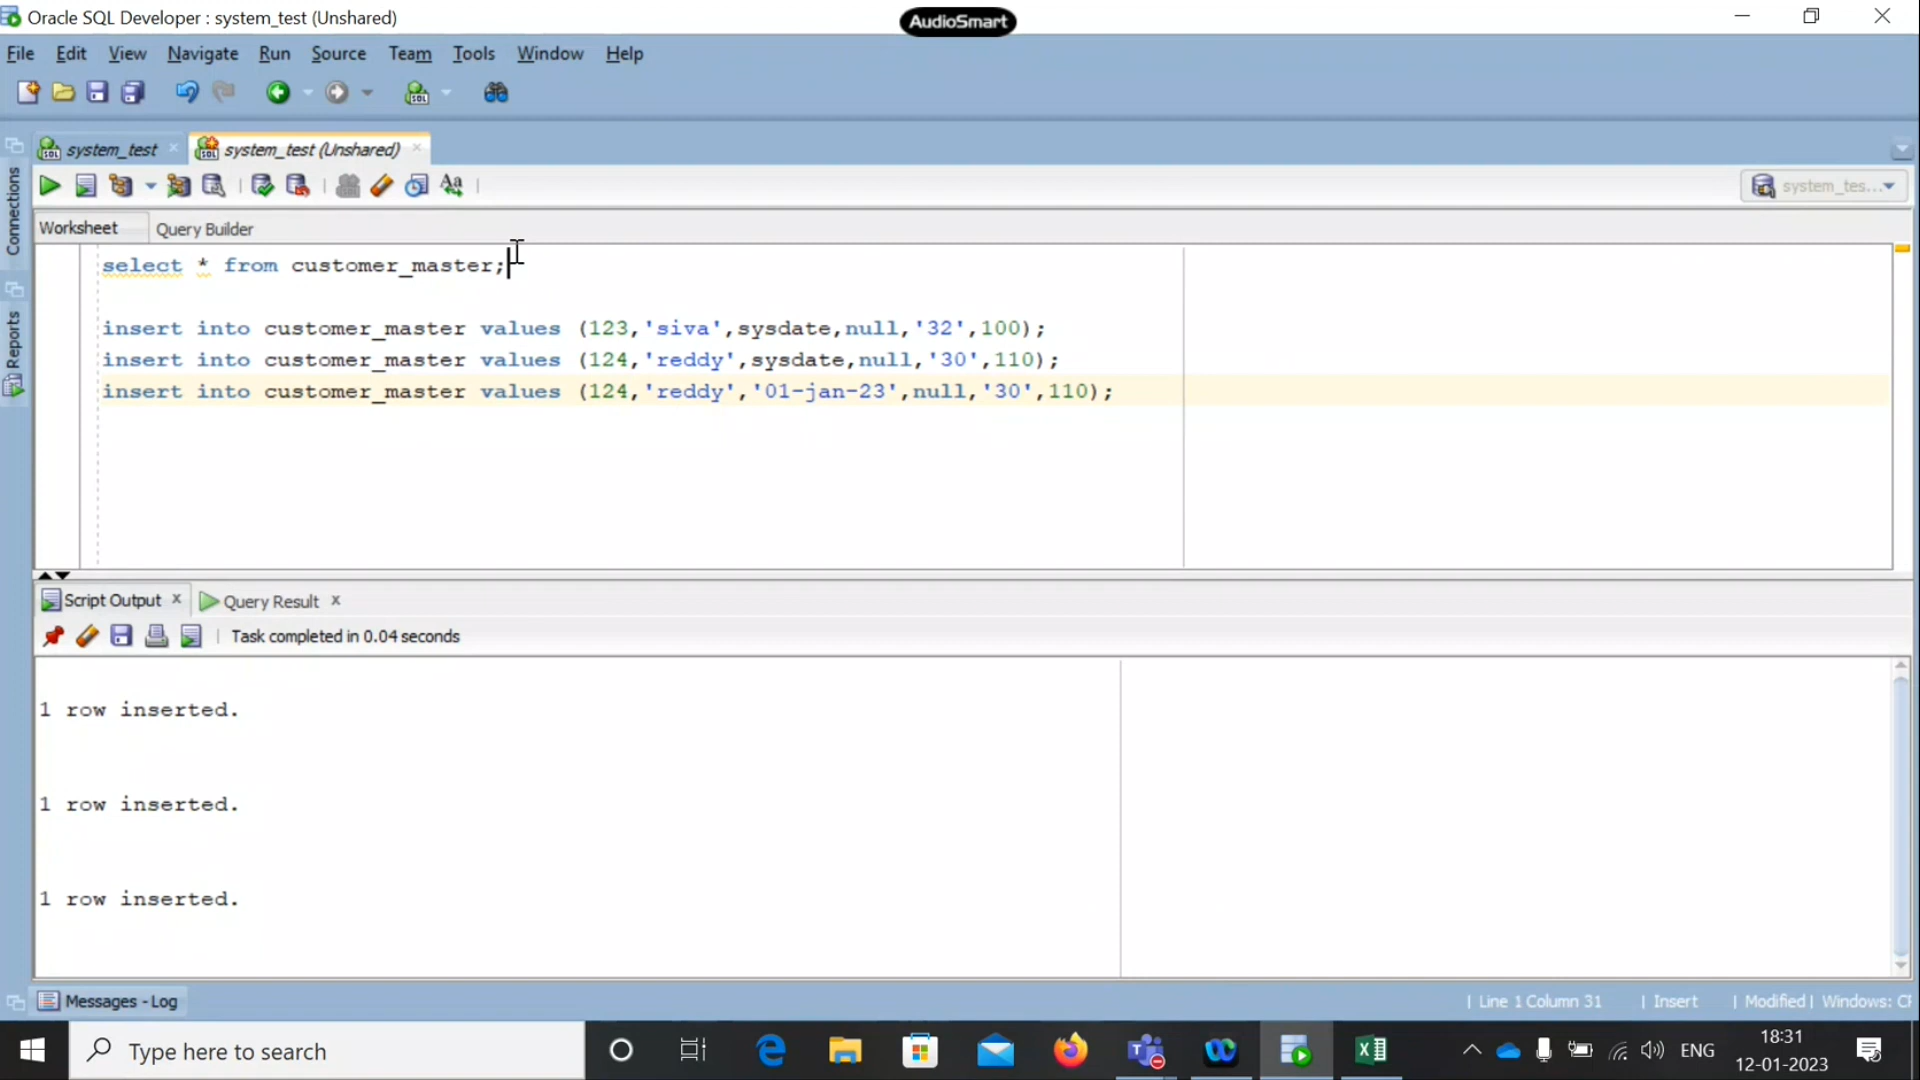 Oracle SQL Developer : system_test (Unshared)
AudioSmart
File Edit View Navigate Run Source Team Tools Window Help
system_test
system_test (Unshared)
system_tes...
Connections
Reports
Worksheet
Query Builder
select * from customer_master;
insert into customer_master values (123,'siva',sysdate,null,'32',100);
insert into customer_master values (124,'reddy',sysdate,null,'30',110);
insert into customer_master values (124,'reddy','01-jan-23',null,'30',110);
Script Output x
Query Result x
Task completed in 0.04 seconds
1 row inserted.
1 row inserted.
1 row inserted.
Messages - Log
| Line 1 Column 31 | Insert | Modified | Windows: CF
Type here to search
ENG
18:31
12-01-2023